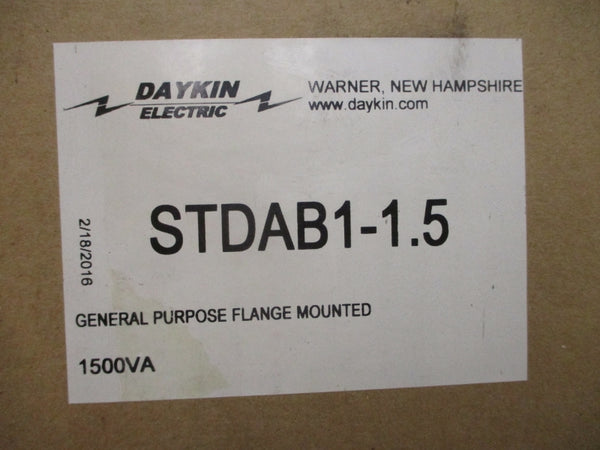 DAYKIN
ELECTRIC
WARNER, NEW HAMPSHIRE
www.daykin.com
STDAB1-1.5
2/18/2016
GENERAL PURPOSE FLANGE MOUNTED
1500VA